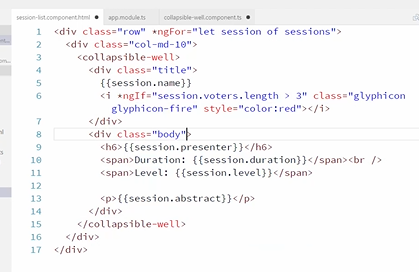 session-list.component.html ● app.module.ts collapsible-well.component.ts ●
1 <div class="row" *ngFor="let session of sessions">
2 <div class="col-md-10">
3 <collapsible-well>
4 <div class="title">
5 {{session.name}}
6 <i *ngIf="session.voters.length > 3" class="glyphicon
glyphicon-fire" style="color:red"></i>
7 </div>
8 <div class="body">
9 <h6>{{session.presenter}}</h6>
10 <span>Duration: {{session.duration}}</span><br />
11 <span>Level: {{session.level}}</span>
12
13 <p>{{session.abstract}}</p>
14 </div>
15 </collapsible-well>
16 </div>
17 </div>